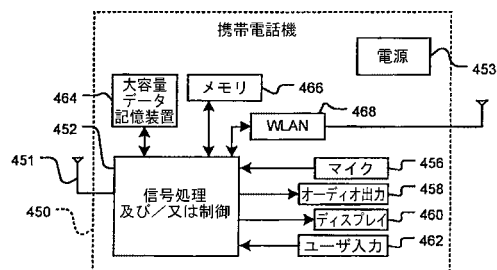 携帯電話機
電源
453
464
大容量
データ
記憶装置
メモリ
466
468
WLAN
452
451
450
信号処理
及び／又は制御
マイク
456
オーディオ出力
458
ディスプレイ
460
ユーザ入力
462